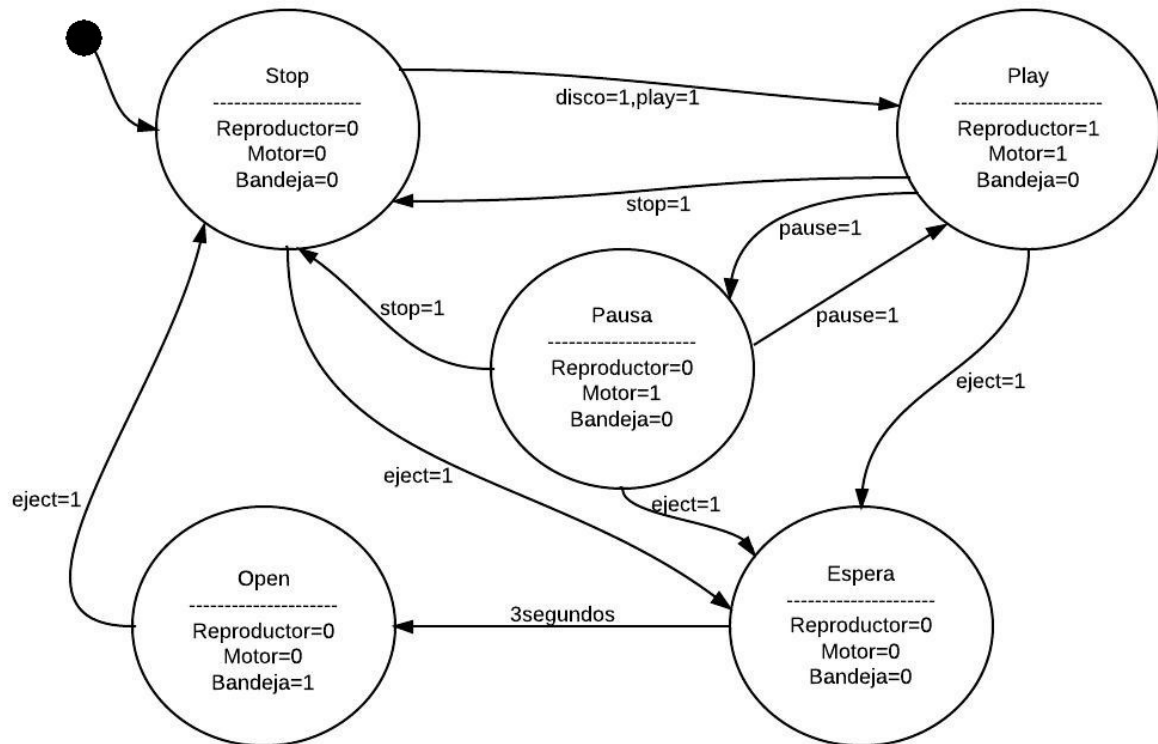 Stop
----------------------
Reproductor=0
Motor=0
Bandeja=0
disco=1,play=1
Play
----------------------
Reproductor=1
Motor=1
Bandeja=0
stop=1
pause=1
stop=1
Pausa
----------------------
Reproductor=0
Motor=1
Bandeja=0
pause=1
eject=1
eject=1
eject=1
eject=1
Open
----------------------
Reproductor=0
Motor=0
Bandeja=1
3segundos
Espera
----------------------
Reproductor=0
Motor=0
Bandeja=0